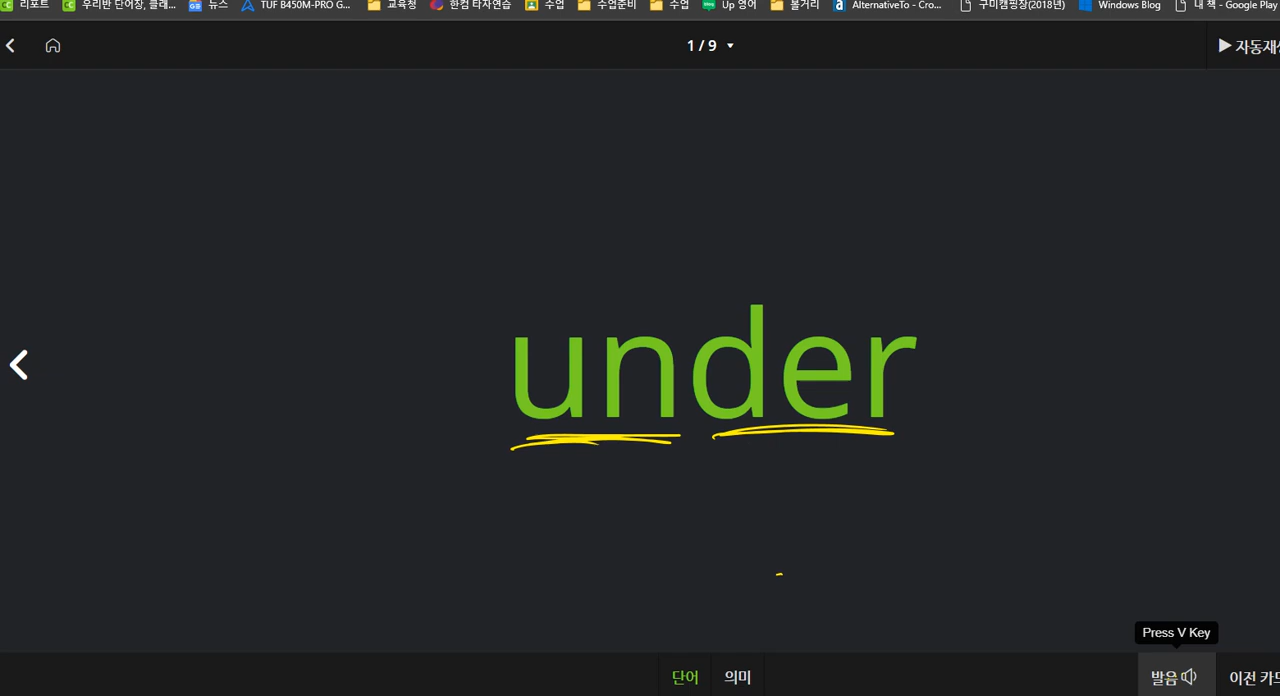 리포트 우리반 단어장, 클래... 뉴스 TUF B450M-PRO G... 교육청 한컴 타자연습 수업 수업준비 수업 Up 영어 볼거리 AlternativeTo - Cro... 구미캠핑장(2018년) Windows Blog 내 책 - Google Play
1 / 9 자동재생
under
Press V Key
단어 의미 발음 이전 카드